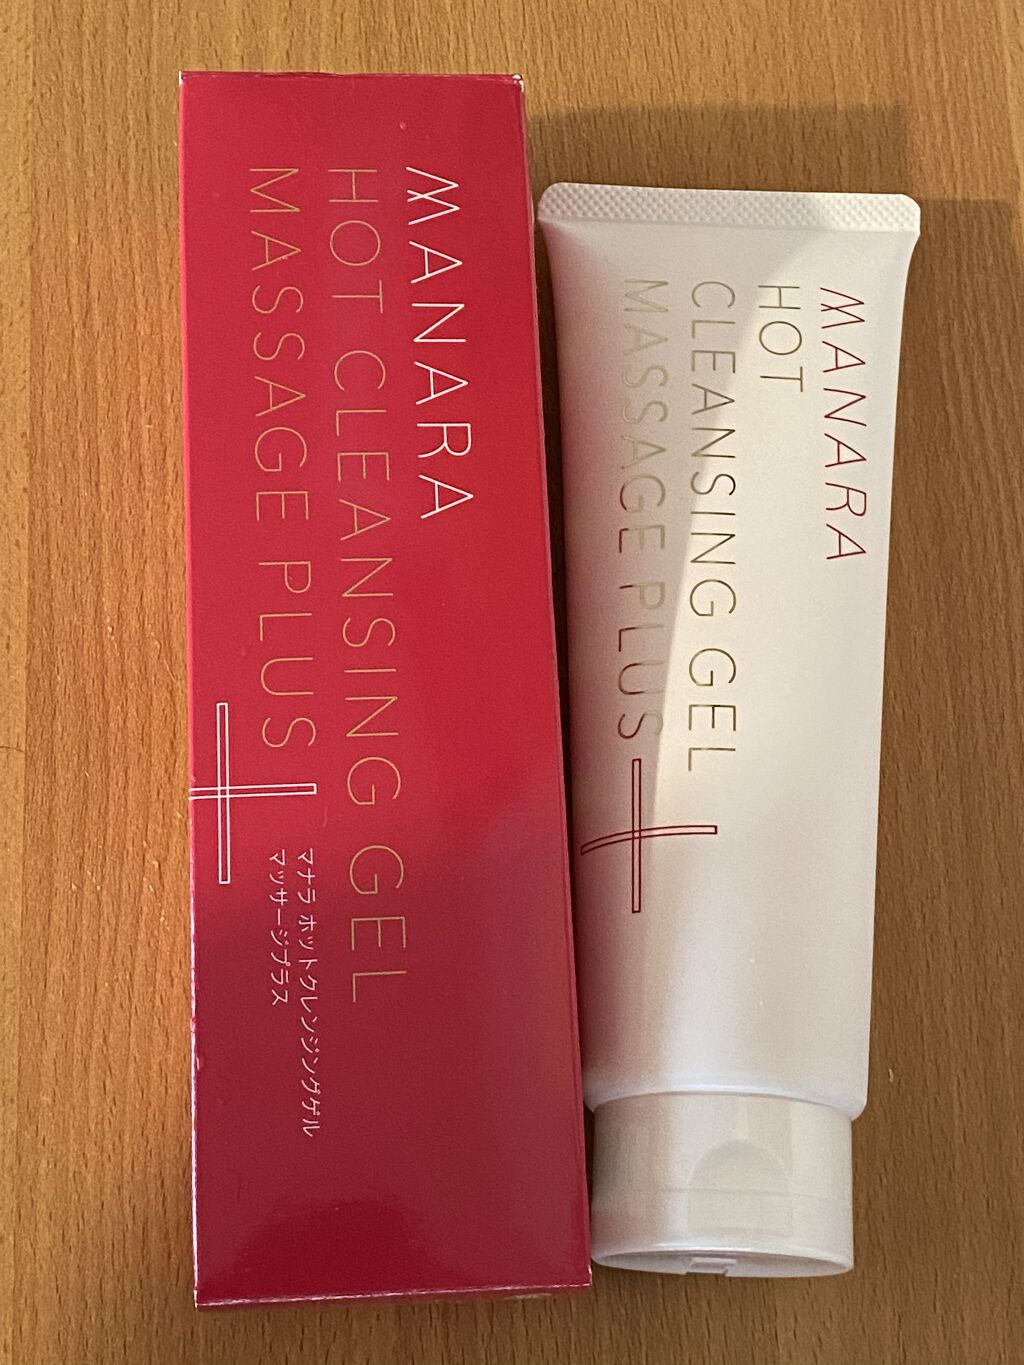 MANARA
HOT CLEANSING GEL
MASSAGE PLUS
マナラ ホットクレンジングゲル
マッサージプラス
MANARA
HOT
CLEANSING GEL
MASSAGE PLUS